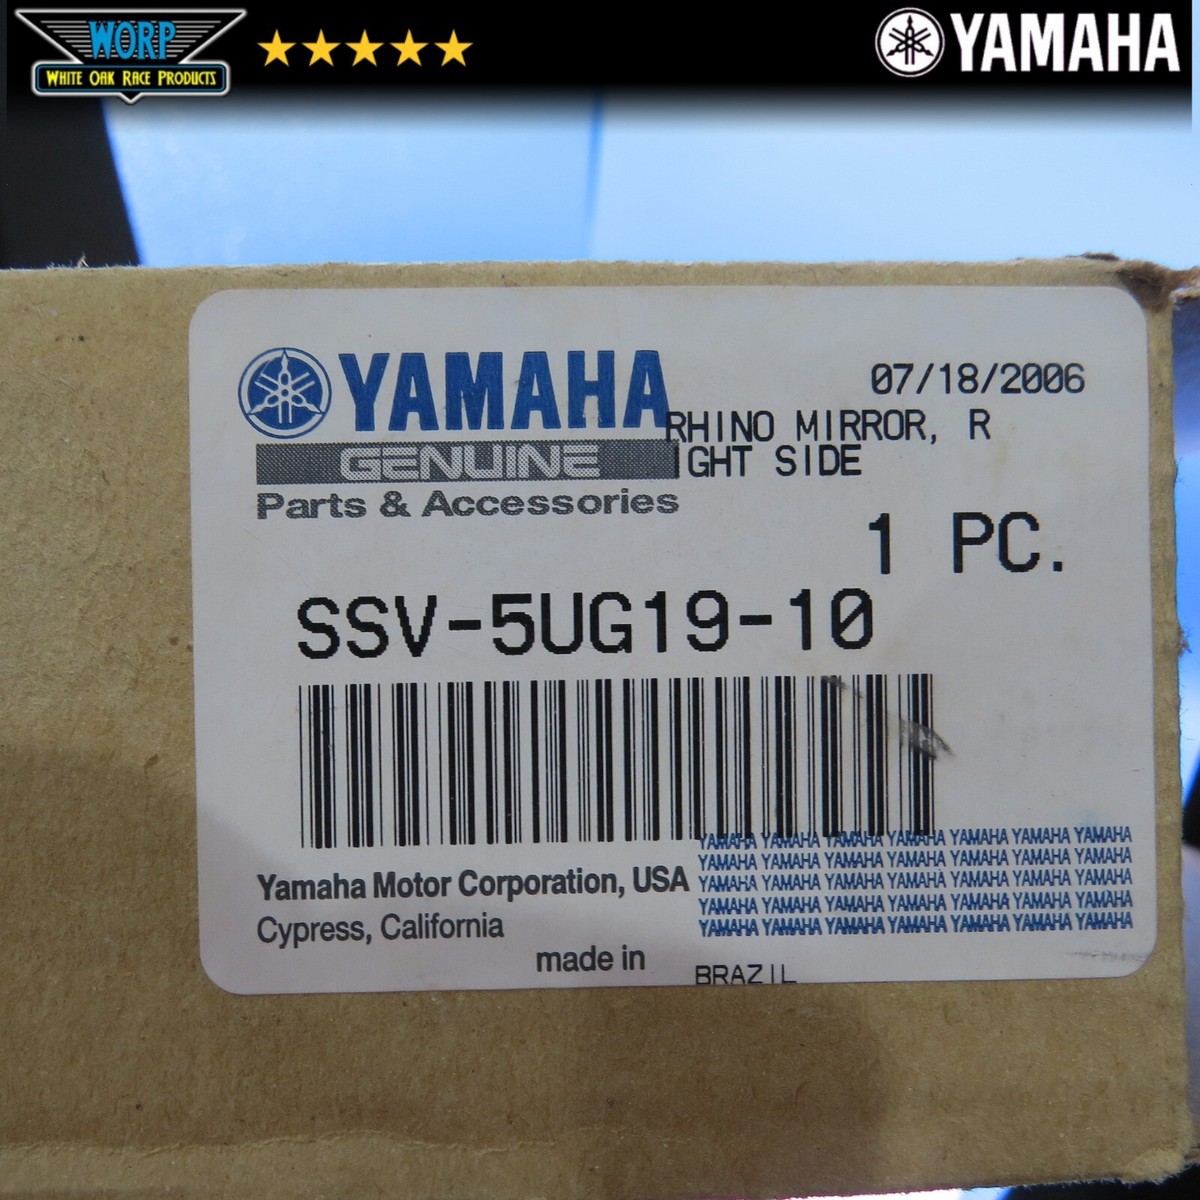 WORP
WHITE OAK RACE PRODUCTS
YAMAHA
YAMAHA
07/18/2006
RHINO MIRROR, R
IGHT SIDE
GENUINE
Parts & Accessories
1 PC.
SSV-5UG19-10
YAMAHA YAMAHA YAMAHA YAMAHA YAMAHA YAMAHA YAMAHA
YAMAHA YAMAHA YAMAHA YAMAHA YAMAHA YAMAHA YAMAHA
YAMAHA YAMAHA YAMAHA YAMAHA YAMAHA YAMAHA YAMAHA
YAMAHA YAMAHA YAMAHA YAMAHA YAMAHA YAMAHA YAMAHA
YAMAHA YAMAHA YAMAHA YAMAHA YAMAHA YAMAHA YAMAHA
Yamaha Motor Corporation, USA
Cypress, California
made in BRAZIL